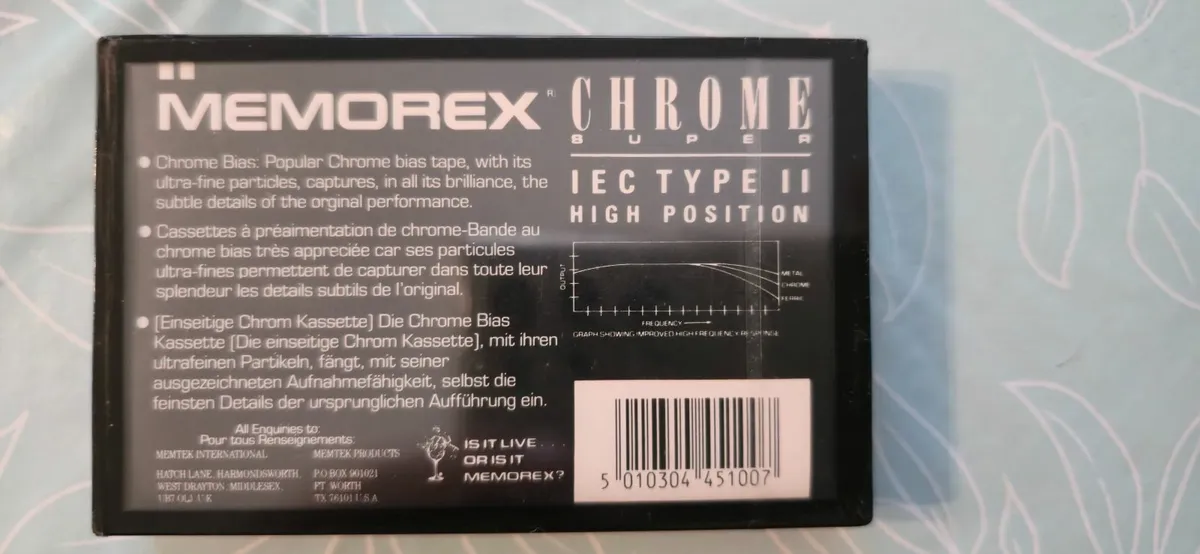 MEMOREX ®
● Chrome Bias: Popular Chrome bias tape, with its
ultra-fine particles, captures, in all its brilliance, the
subtle details of the orginal performance.
● Cassettes à préaimentation de chrome-Bande au
chrome bias très appréciée car ses particules
ultra-fines permettent de capturer dans toute leur
splendeur les details subtils de l'original.
● [Einseitige Chrom Kassette] Die Chrome Bias
Kassette [Die einseitige Chrom Kassette], mit ihren
ultrafeinen Partikeln, fängt, mit seiner
ausgezeichneten Aufnahmefähigkeit, selbst die
feinsten Details der ursprunglichen Aufführung ein.
All Enquiries to:
Pour tous Renseignements:
MEMTEK INTERNATIONAL
HATCH LANE, HARMONDSWORTH,
WEST DRAYTON, MIDDLESEX,
UB7 OLJ, U.K
MEMTEK PRODUCTS
P.O BOX 901021
FT WORTH
TX 76101 U.S.A
IS IT LIVE . . .
OR IS IT
MEMOREX?
CHROME
SUPER
IEC TYPE II
HIGH POSITION
OUTPUT
METAL
CHROME
FERRIC
FREQUENCY
GRAPH SHOWING IMPROVED HIGH FREQUENCY RESPONSE
5 010304 451007